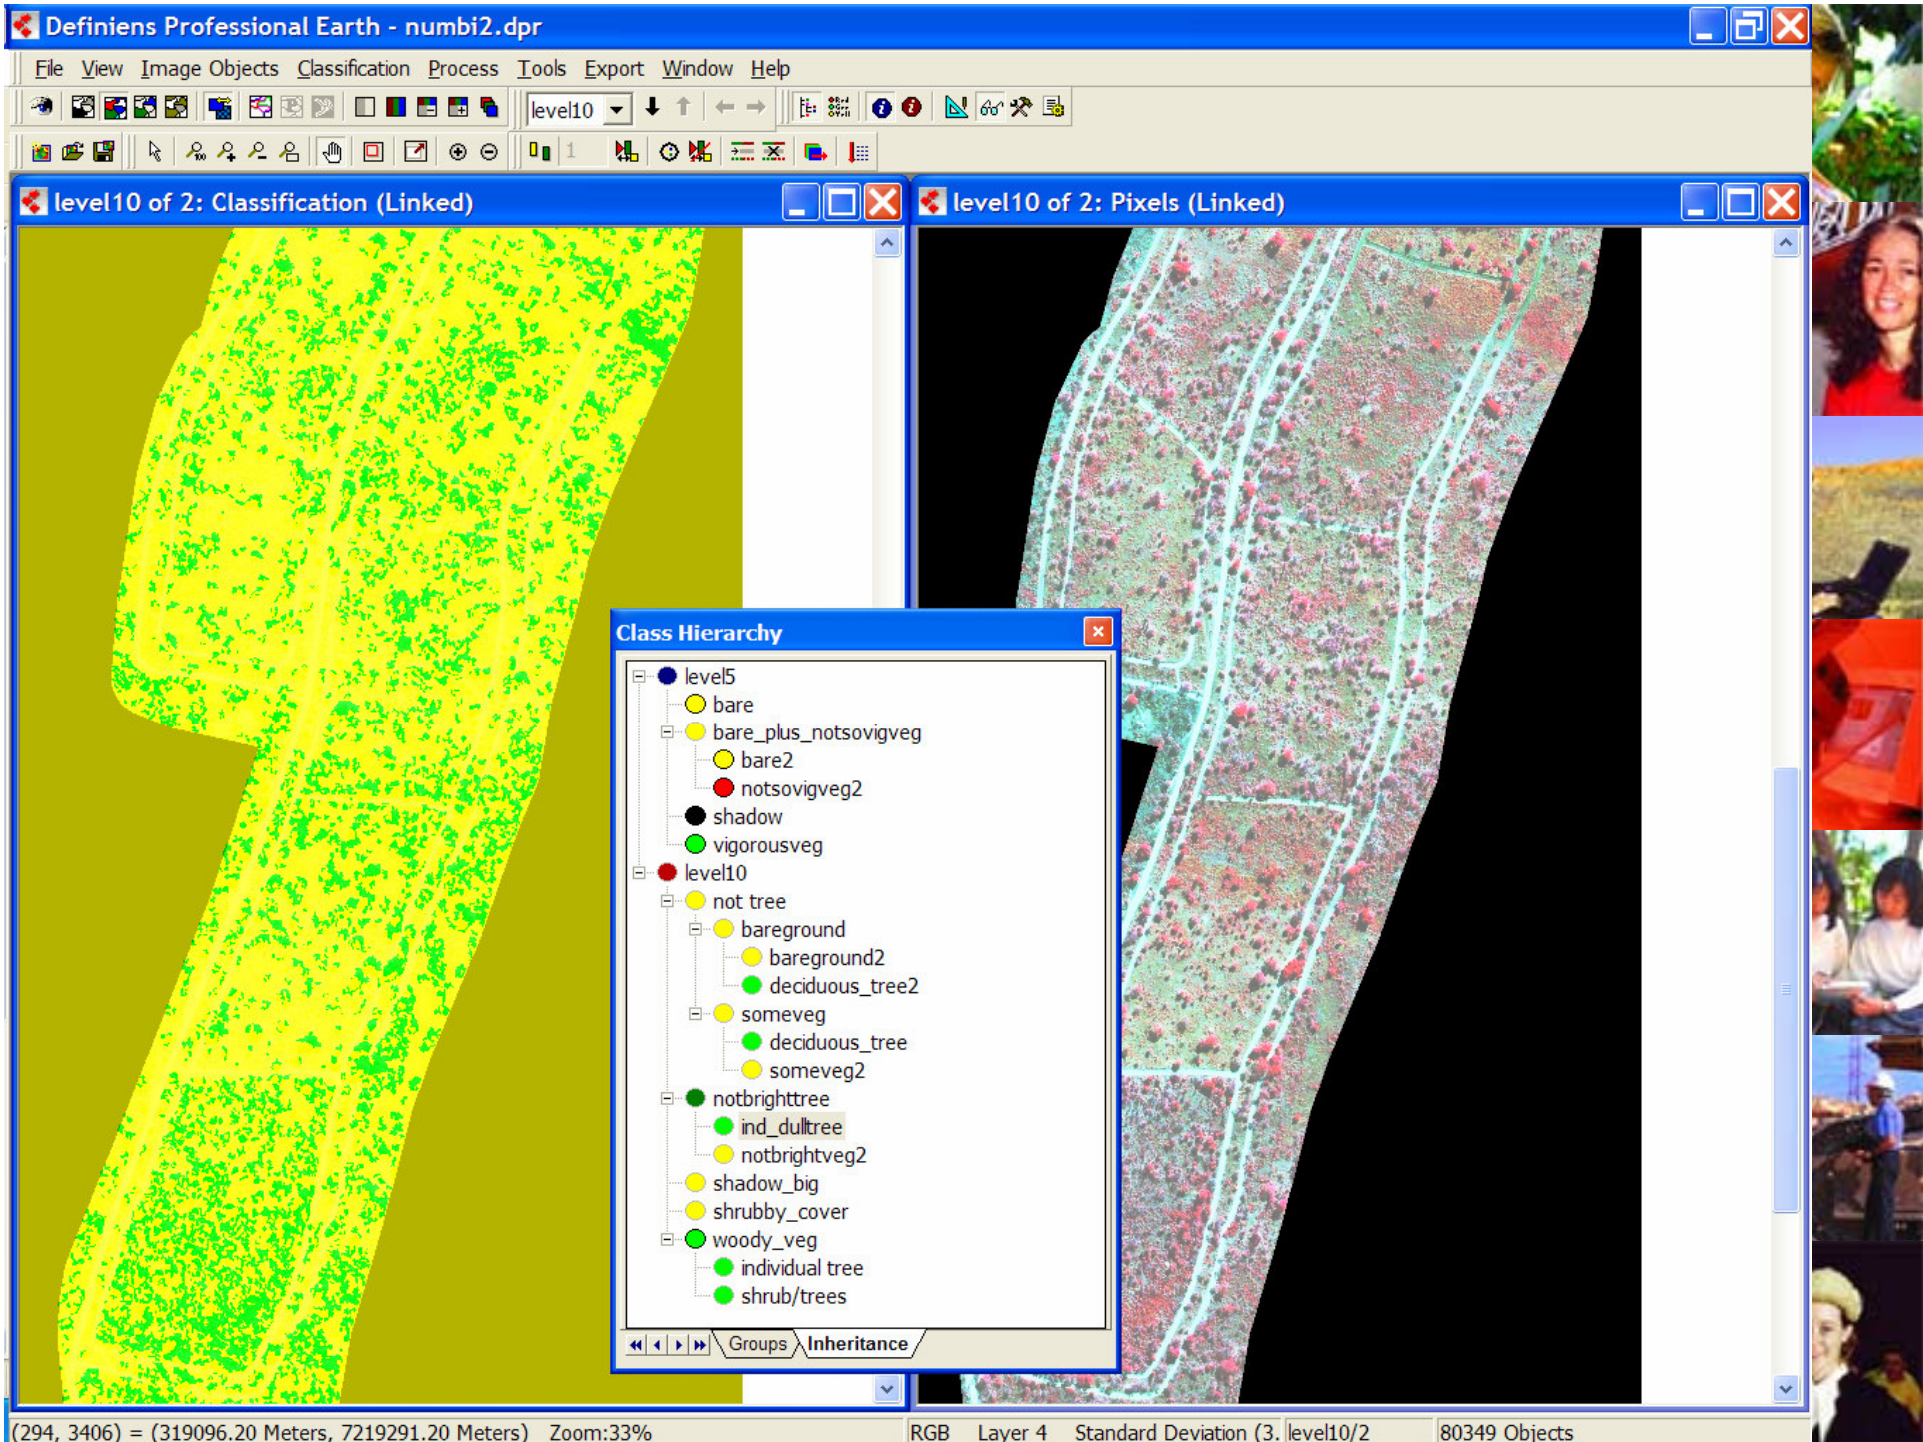 Definiens Professional Earth - numbi2.dpr
File View Image Objects Classification Process Tools Export Window Help
level10
100 1
level10 of 2: Classification (Linked)
level10 of 2: Pixels (Linked)
Class Hierarchy
level5
bare
bare_plus_notsovigveg
bare2
notsovigveg2
shadow
vigorousveg
level10
not tree
bareground
bareground2
deciduous_tree2
someveg
deciduous_tree
someveg2
notbrighttree
ind_dulltree
notbrightveg2
shadow_big
shrubby_cover
woody_veg
individual tree
shrub/trees
Groups Inheritance
(294, 3406) = (319096.20 Meters, 7219291.20 Meters) Zoom:33% RGB Layer 4 Standard Deviation (3. level10/2 80349 Objects